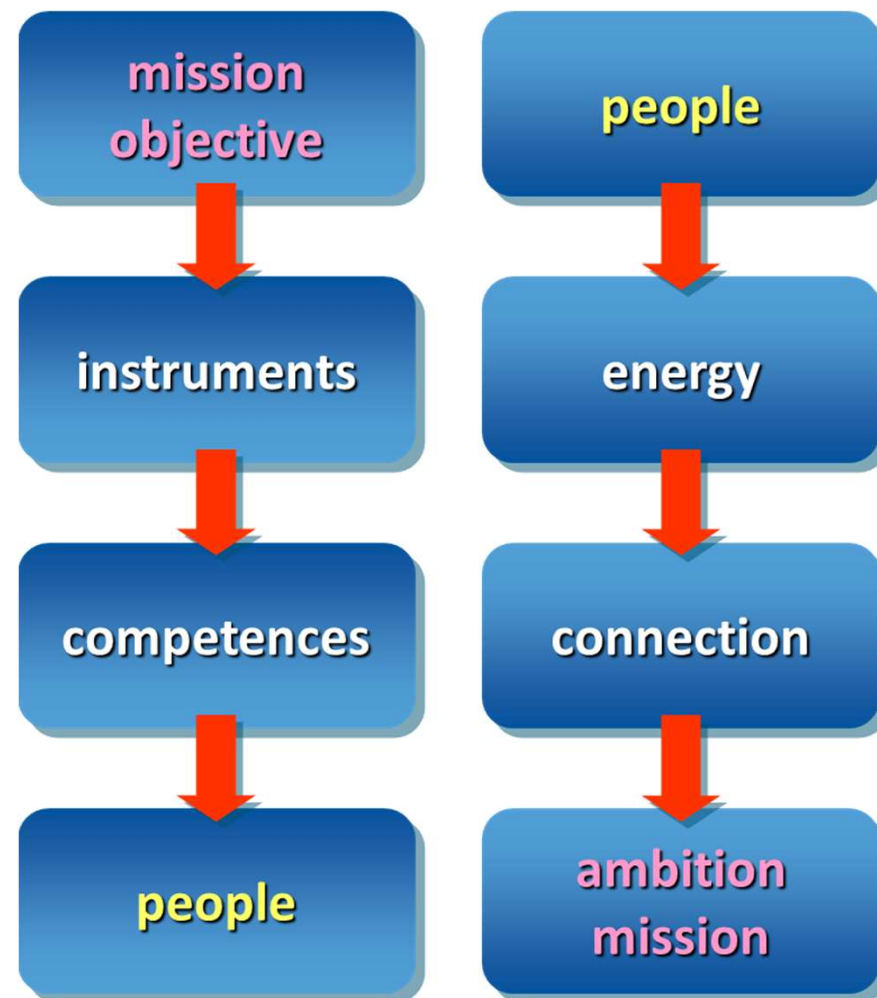 mission
objective
instruments
competences
people
people
energy
connection
ambition
mission